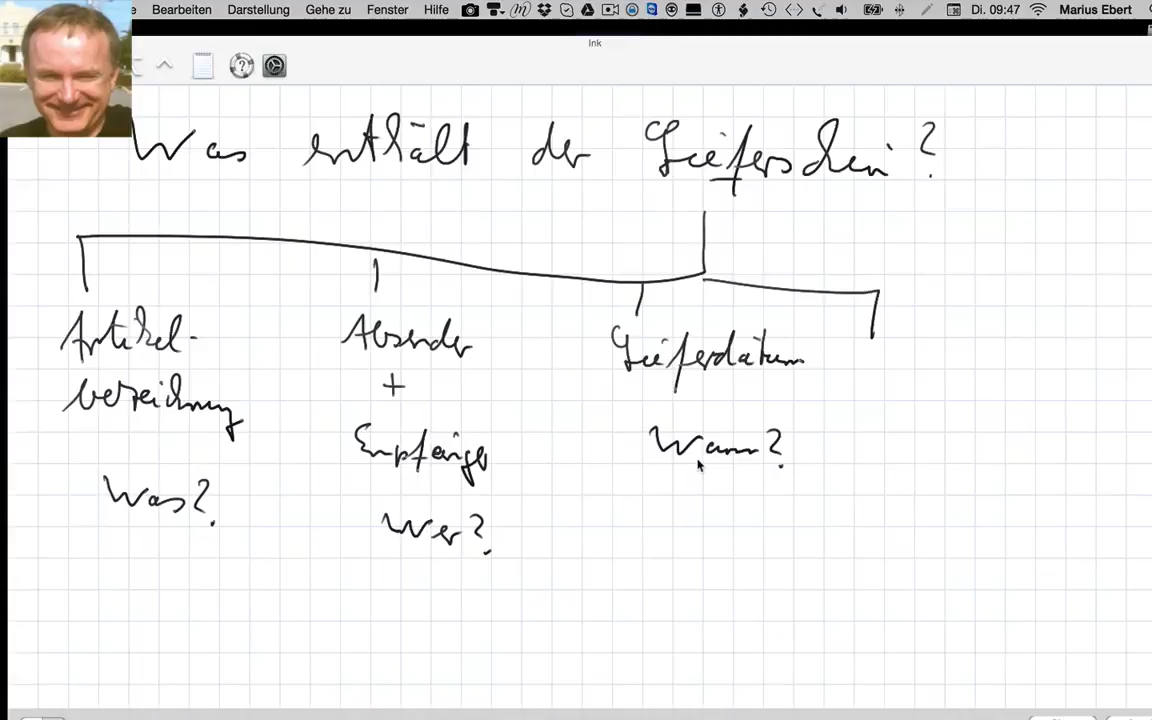 Bearbeiten Darstellung Gehe zu Fenster Hilfe Di. 09:47 Marius Ebert
Ink
Was enthält der Lieferschein?
Artikel-
bezeichnung
Was?
Absender
+
Empfänger
Wer?
Lieferdatum
Wann?